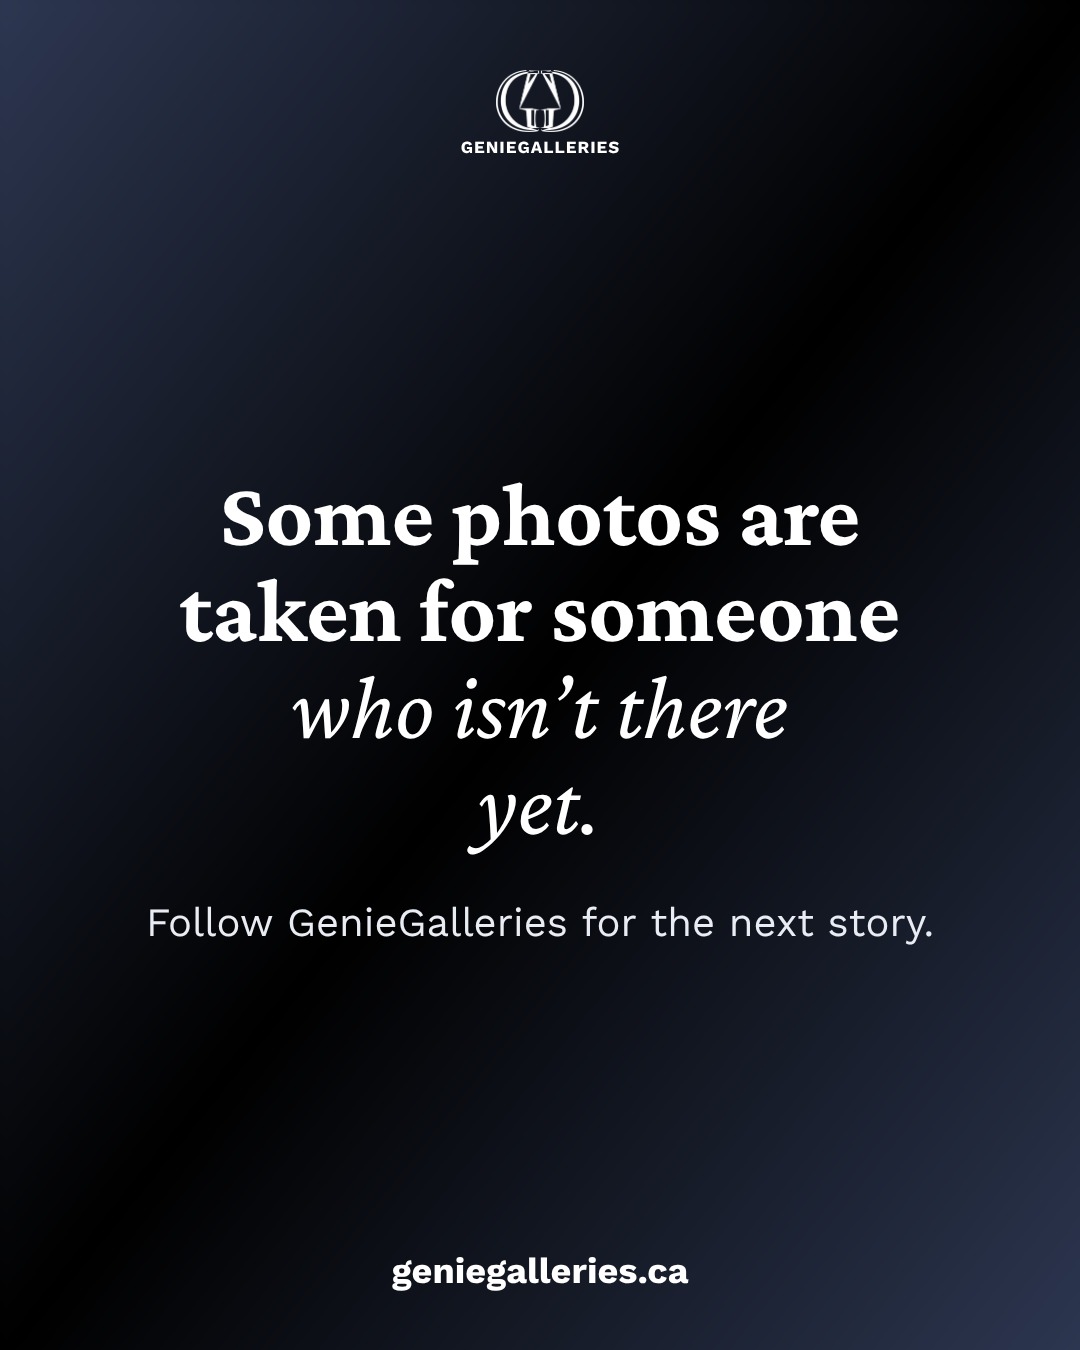 GENIEGALLERIES
Some photos are
taken for someone
who isn’t there
yet.
Follow GenieGalleries for the next story.
geniegalleries.ca